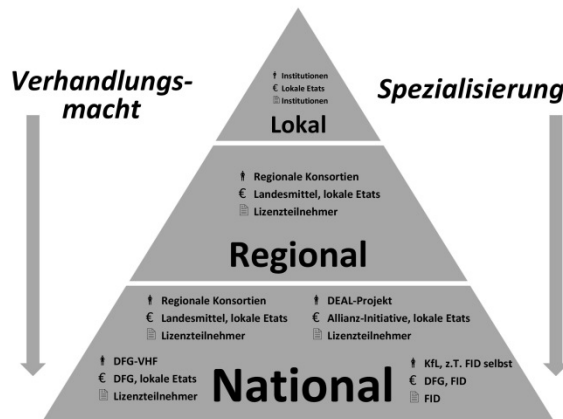 Verhandlungs-
macht
Spezialisierung
Institutionen
€ Lokale Etats
Institutionen
Lokal
Regionale Konsortien
€ Landesmittel, lokale Etats
Lizenzteilnehmer
Regional
Regionale Konsortien
€ Landesmittel, lokale Etats
Lizenzteilnehmer
DEAL-Projekt
€ Allianz-Initiative, lokale Etats
Lizenzteilnehmer
DFG-VHF
€ DFG, lokale Etats
Lizenzteilnehmer
National
KfL, z.T. FID selbst
€ DFG, FID
FID